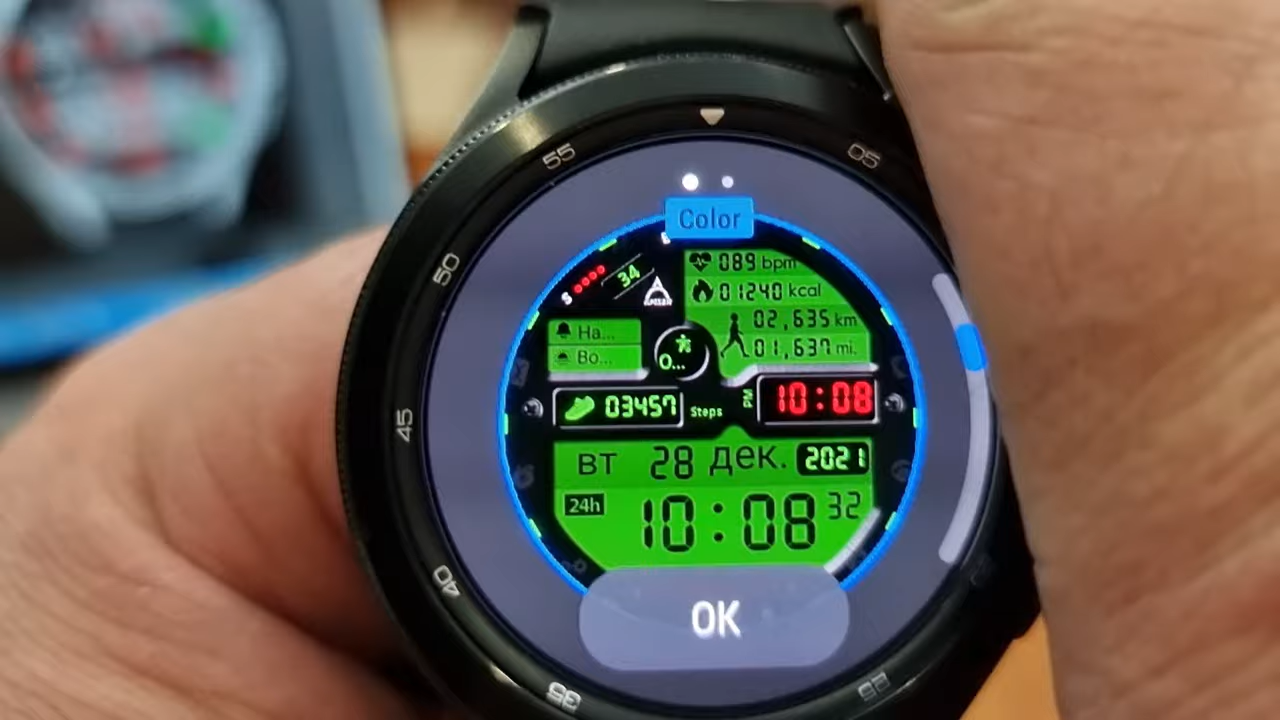 55
05
Color
50
S
34
089 bpm
01240 kcal
02,635 km
01,637 mi.
На...
Во...
О...
45
03457 Steps
PM
10:08
ВТ 28 дек. 2021
24h
10:08 32
40
OK
35
25